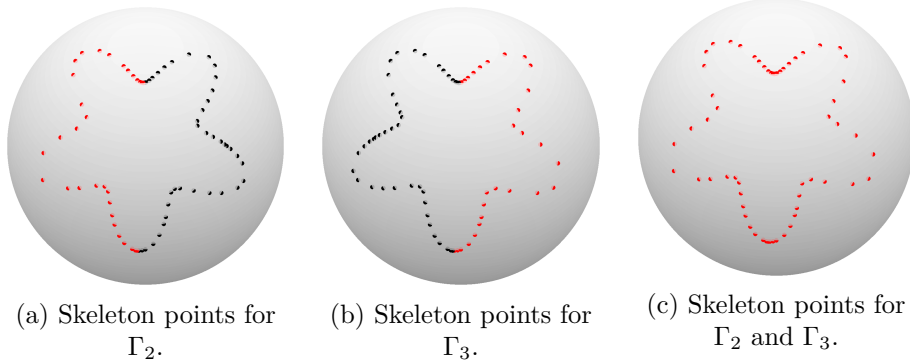 (a) Skeleton points for
Γ₂.
(b) Skeleton points for
Γ₃.
(c) Skeleton points for
Γ₂ and Γ₃.